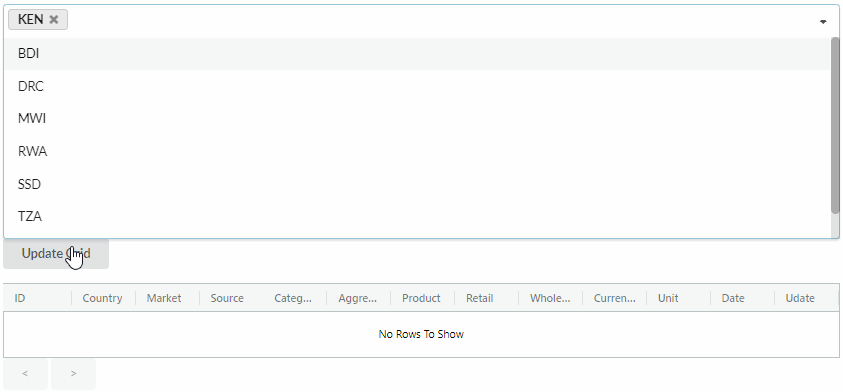 KEN ×
BDI
DRC
MWI
RWA
SSD
TZA
Update Grid
ID Country Market Source Categ... Aggre... Product Retail Whole... Curren... Unit Date Udate
No Rows To Show
< >